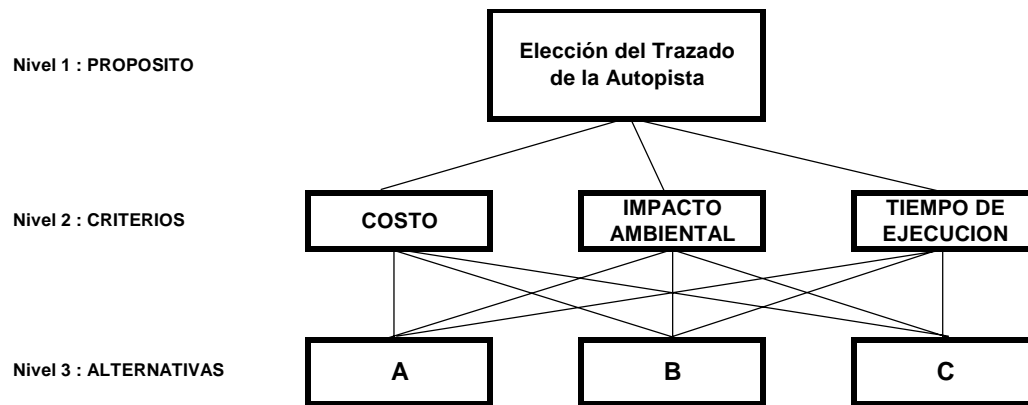 Elección del Trazado
de la Autopista
Nivel 1 : PROPOSITO
Nivel 2 : CRITERIOS
COSTO
IMPACTO
AMBIENTAL
TIEMPO DE
EJECUCION
Nivel 3 : ALTERNATIVAS
A
B
C